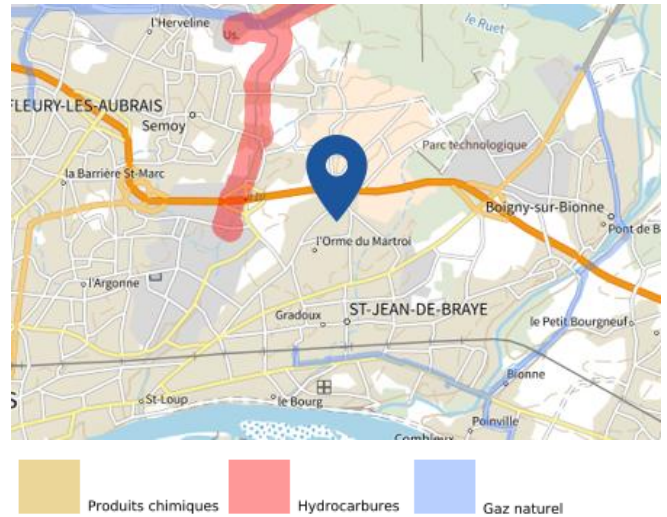 l'Herveline
le Ruet
Us.
FLEURY-LES-AUBRAIS
Semoy
Parc technologique
la Barrière St-Marc
Boigny-sur-Bionne
Pont de B
l'Orme du Martroi
l'Argonne
Gradoux
ST-JEAN-DE-BRAYE
le Petit Bourgneuf
Bionne
S
St-Loup
le Bourg
Poinville
Combleux
Produits chimiques
Hydrocarbures
Gaz naturel